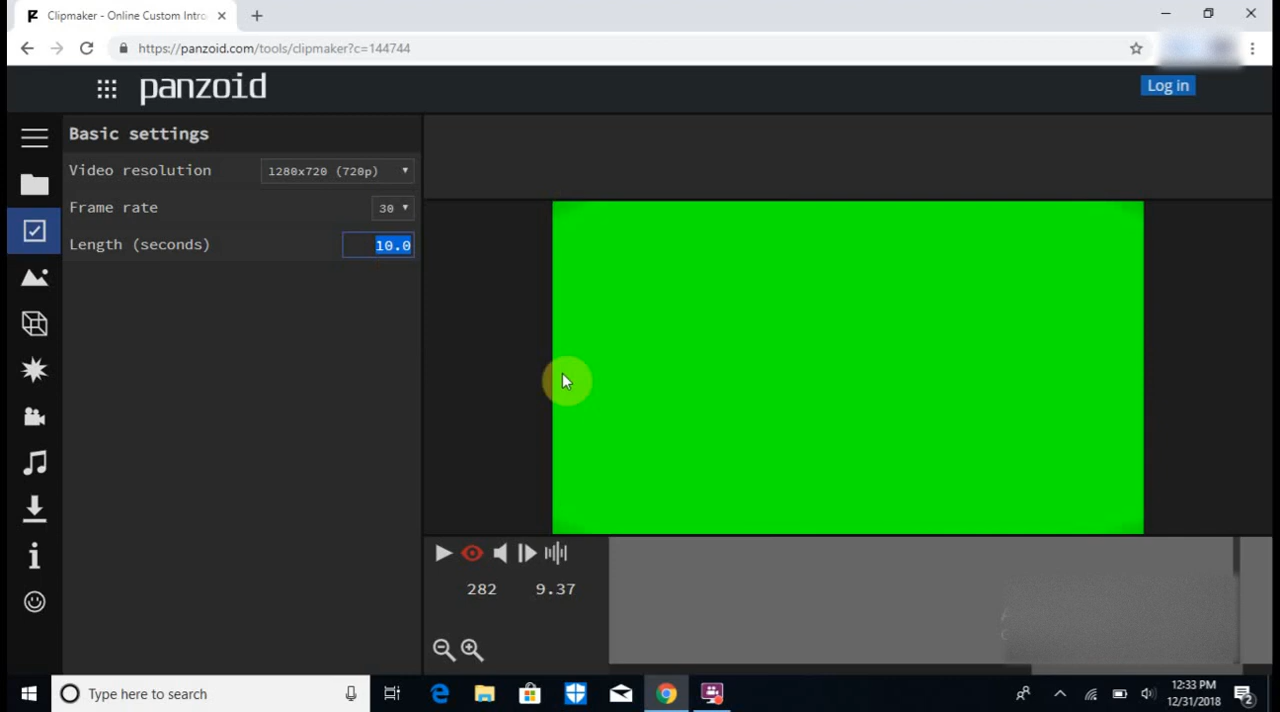 Clipmaker - Online Custom Intro
https://panzoid.com/tools/clipmaker?c=144744
panzoid
Log in
Basic settings
Video resolution 1280x720 (720p)
Frame rate 30
Length (seconds) 10.0
282 9.37
Type here to search
12:33 PM
12/31/2018
2